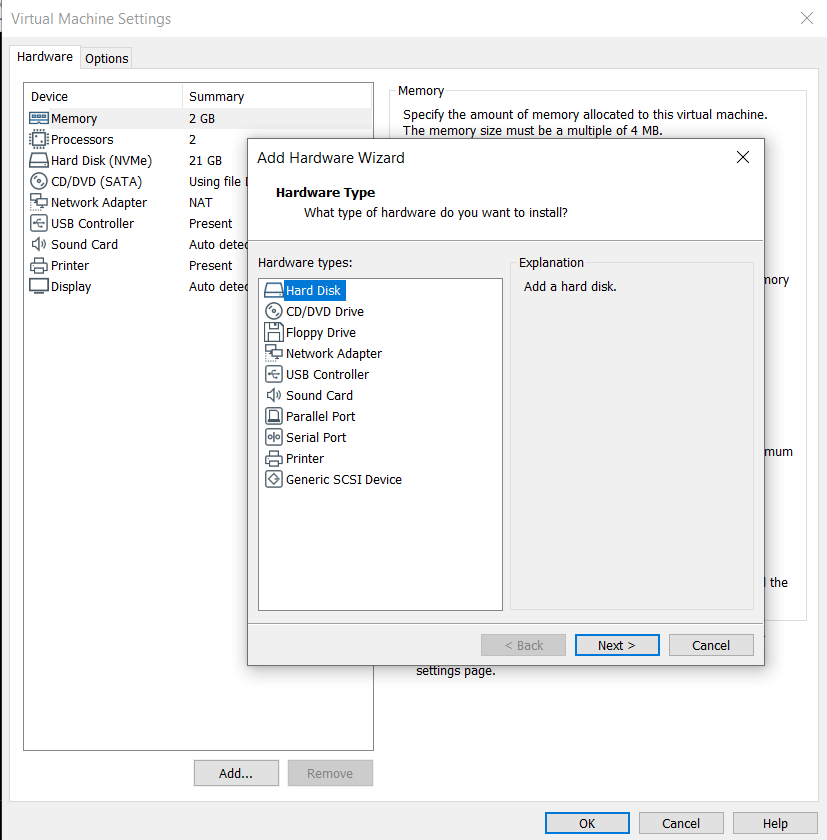 Virtual Machine Settings
Hardware Options
Device Summary
Memory 2 GB
Processors 2
Hard Disk (NVMe) 21 GB
CD/DVD (SATA) Using file
Network Adapter NAT
USB Controller Present
Sound Card Auto detec
Printer Present
Display Auto detec
Add...
Remove
Memory
Specify the amount of memory allocated to this virtual machine.
The memory size must be a multiple of 4 MB.
mory
mum
the
settings page.
Add Hardware Wizard
Hardware Type
What type of hardware do you want to install?
Hardware types:
Hard Disk
CD/DVD Drive
Floppy Drive
Network Adapter
USB Controller
Sound Card
Parallel Port
Serial Port
Printer
Generic SCSI Device
Explanation
Add a hard disk.
< Back
Next >
Cancel
OK
Cancel
Help